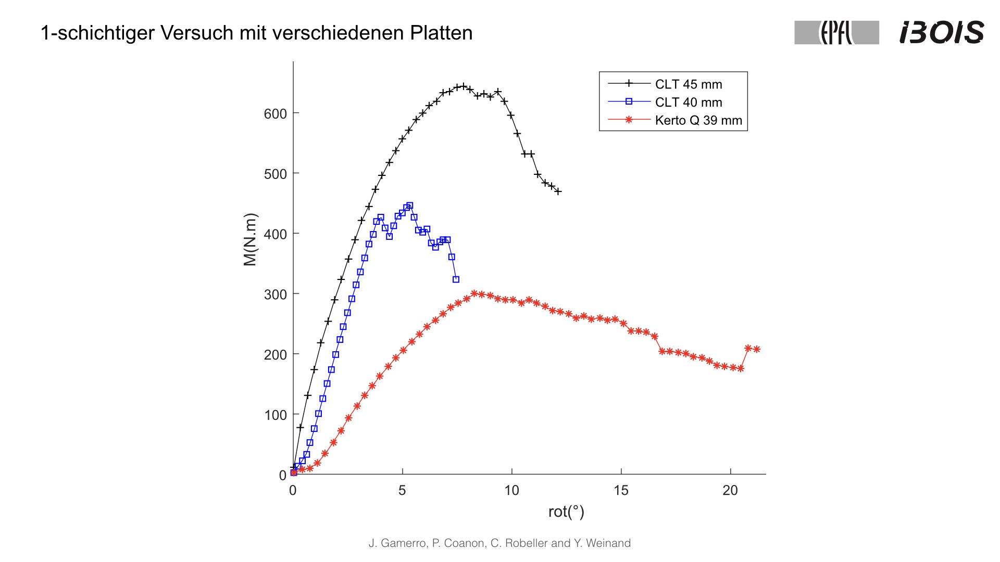 1-schichtiger Versuch mit verschiedenen Platten
EPFL
iBOIS
CLT 45 mm
CLT 40 mm
Kerto Q 39 mm
600
500
400
300
200
100
0
M(N.m)
0 5 10 15 20
rot(°)
J. Gamerro, P. Coanon, C. Robeller and Y. Weinand